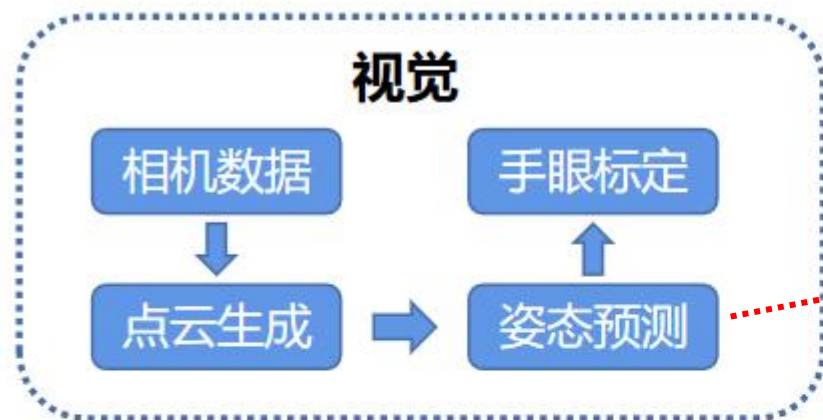 视觉
相机数据
手眼标定
点云生成
姿态预测